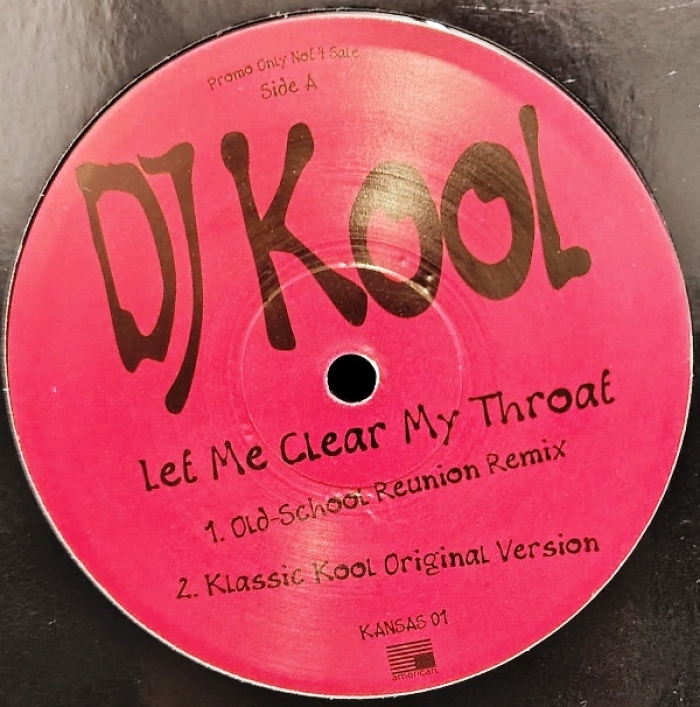 Promo Only Not 4 Sale
Side A
DJ Kool
Let Me Clear My Throat
1. Old-School Reunion Remix
2. Klassic Kool Original Version
KANSAS 01
american